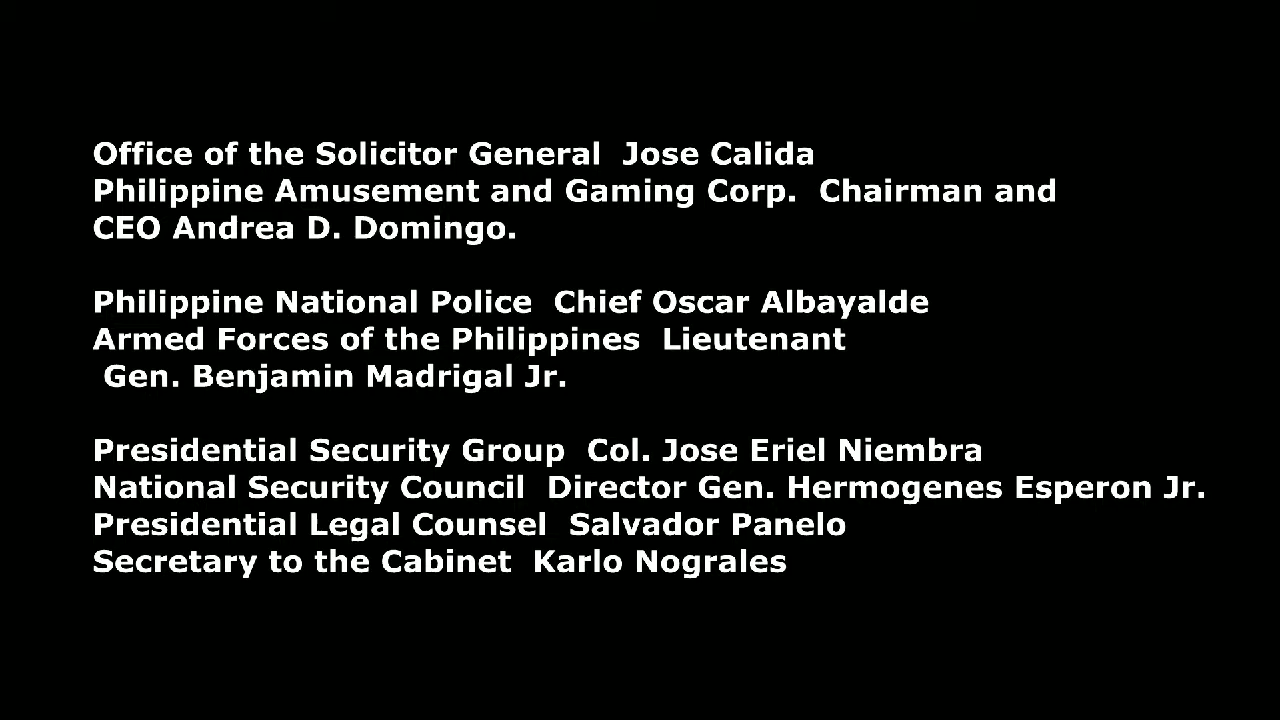 Office of the Solicitor General  Jose Calida
Philippine Amusement and Gaming Corp.  Chairman and
CEO Andrea D. Domingo.
Philippine National Police  Chief Oscar Albayalde
Armed Forces of the Philippines  Lieutenant
Gen. Benjamin Madrigal Jr.
Presidential Security Group  Col. Jose Eriel Niembra
National Security Council  Director Gen. Hermogenes Esperon Jr.
Presidential Legal Counsel  Salvador Panelo
Secretary to the Cabinet  Karlo Nograles